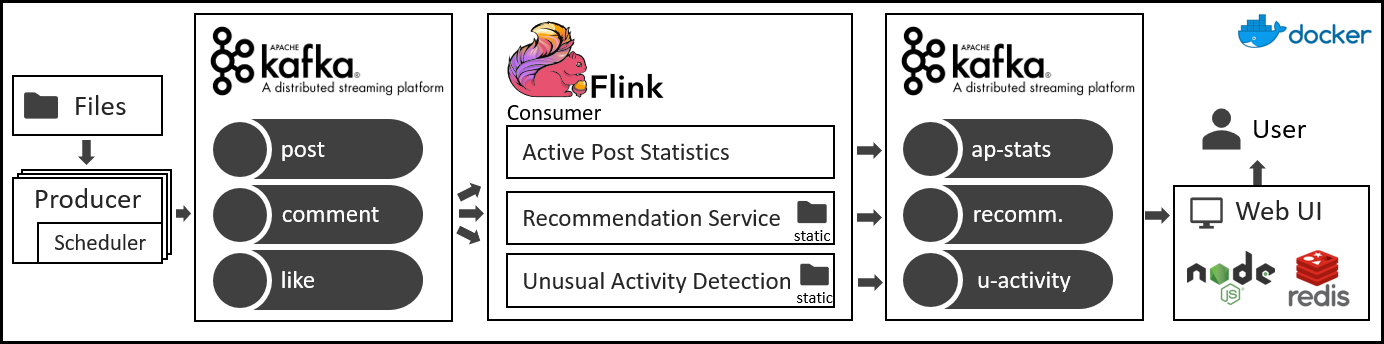 Files
Producer
Scheduler
APACHE
kafka®
A distributed streaming platform
post
comment
like
Flink
Consumer
Active Post Statistics
Recommendation Service
static
Unusual Activity Detection
static
APACHE
kafka®
A distributed streaming platform
ap-stats
recomm.
u-activity
docker
User
Web UI
node
JS
redis